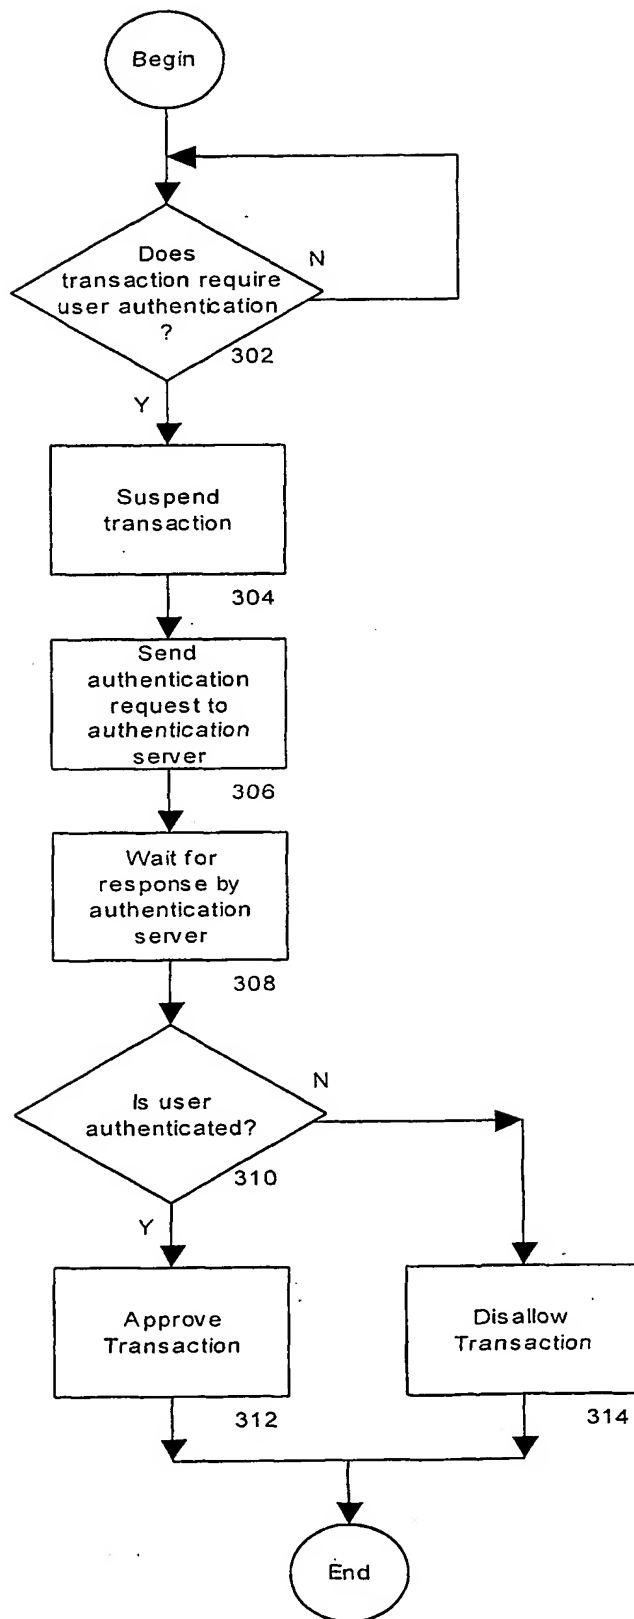 Begin
Does
transaction require
user authentication
?
N
302
Y
Suspend
transaction
304
Send
authentication
request to
authentication
server
306
Wait for
response by
authentication
server
308
N
Is user
authenticated?
310
Y
Approve
Transaction
312
Disallow
Transaction
314
End